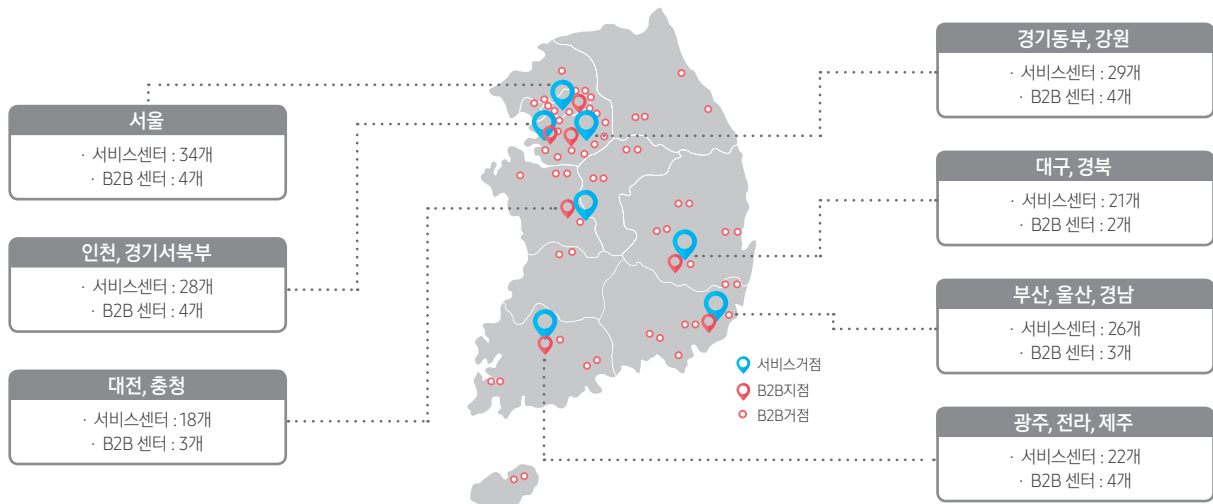 서울
· 서비스센터 : 34개
· B2B 센터 : 4개
인천, 경기서북부
· 서비스센터 : 28개
· B2B 센터 : 4개
대전, 충청
· 서비스센터 : 18개
· B2B 센터 : 3개
경기동부, 강원
· 서비스센터 : 29개
· B2B 센터 : 4개
대구, 경북
· 서비스센터 : 21개
· B2B 센터 : 2개
부산, 울산, 경남
· 서비스센터 : 26개
· B2B 센터 : 3개
광주, 전라, 제주
· 서비스센터 : 22개
· B2B 센터 : 4개
서비스거점
B2B지점
B2B거점